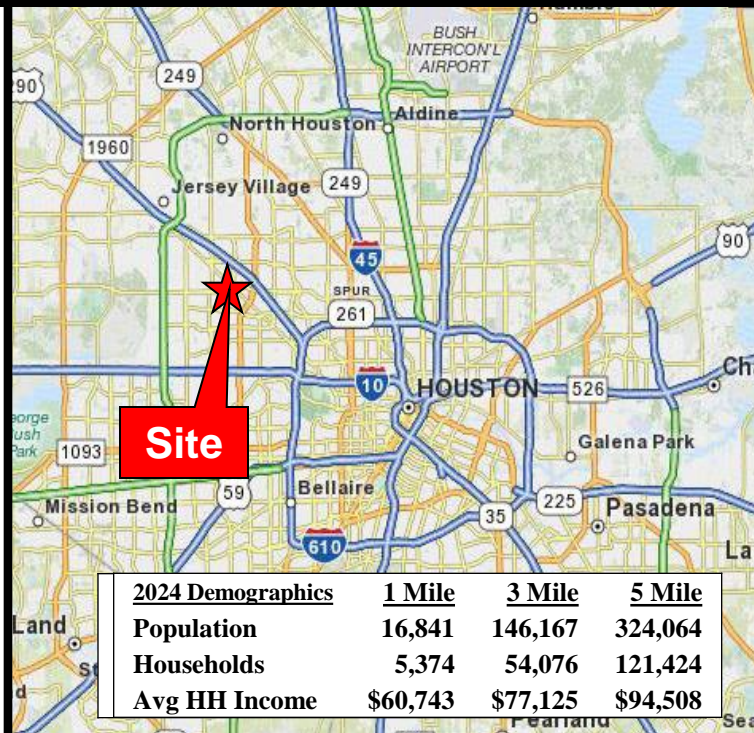 BUSH
INTERCON'L
AIRPORT
249
90
Aldine
North Houston
1960
Jersey Village
249
90
45
SPUR
261
10
HOUSTON
526
Site
1093
Galena Park
59
Bellaire
225
Mission Bend
35
Pasadena
610
2024 Demographics 1 Mile 3 Mile 5 Mile
Population 16,841 146,167 324,064
Households 5,374 54,076 121,424
Avg HH Income $60,743 $77,125 $94,508
Land
Pearland